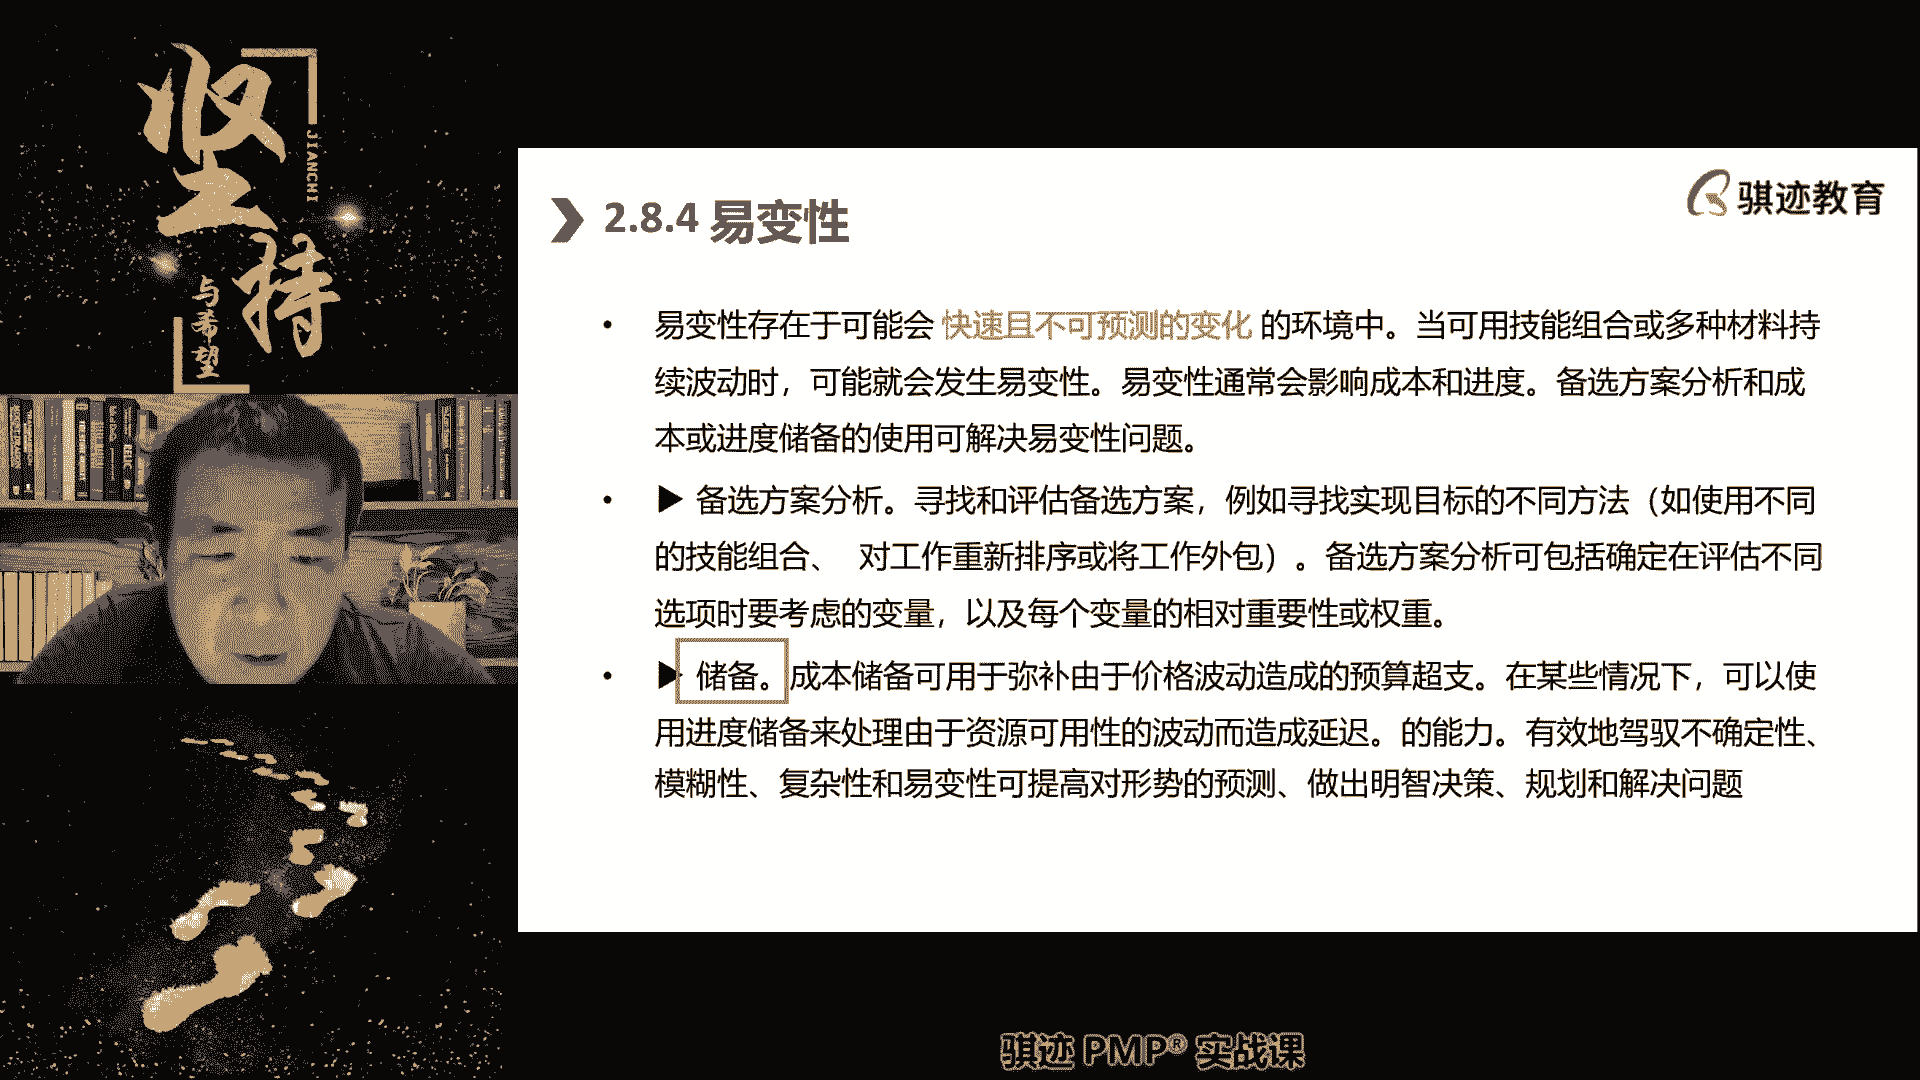 坚持
JIANCHI
与希望
骐迹教育
2.8.4 易变性
• 易变性存在于可能会 快速且不可预测的变化 的环境中。当可用技能组合或多种材料持
续波动时，可能就会发生易变性。易变性通常会影响成本和进度。备选方案分析和成
本或进度储备的使用可解决易变性问题。
• ▶ 备选方案分析。寻找和评估备选方案，例如寻找实现目标的不同方法（如使用不同
的技能组合、 对工作重新排序或将工作外包）。备选方案分析可包括确定在评估不同
选项时要考虑的变量，以及每个变量的相对重要性或权重。
• ▶ 储备。成本储备可用于弥补由于价格波动造成的预算超支。在某些情况下，可以使
用进度储备来处理由于资源可用性的波动而造成延迟。的能力。有效地驾驭不确定性、
模糊性、复杂性和易变性可提高对形势的预测、做出明智决策、规划和解决问题
骐迹 PMP® 实战课